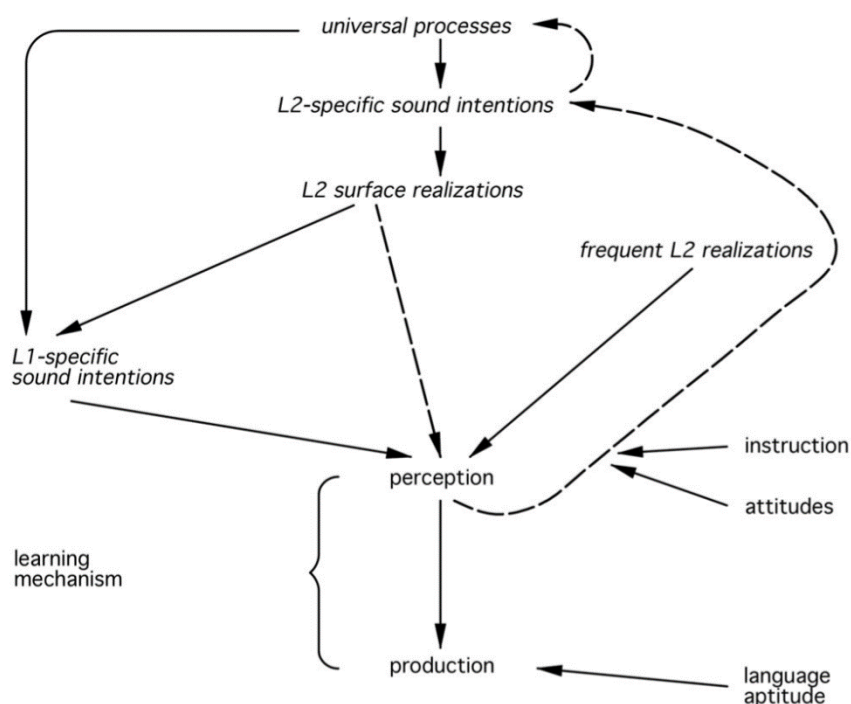 universal processes
L2-specific sound intentions
L2 surface realizations
frequent L2 realizations
L1-specific
sound intentions
instruction
perception
attitudes
learning
mechanism
production
language
aptitude